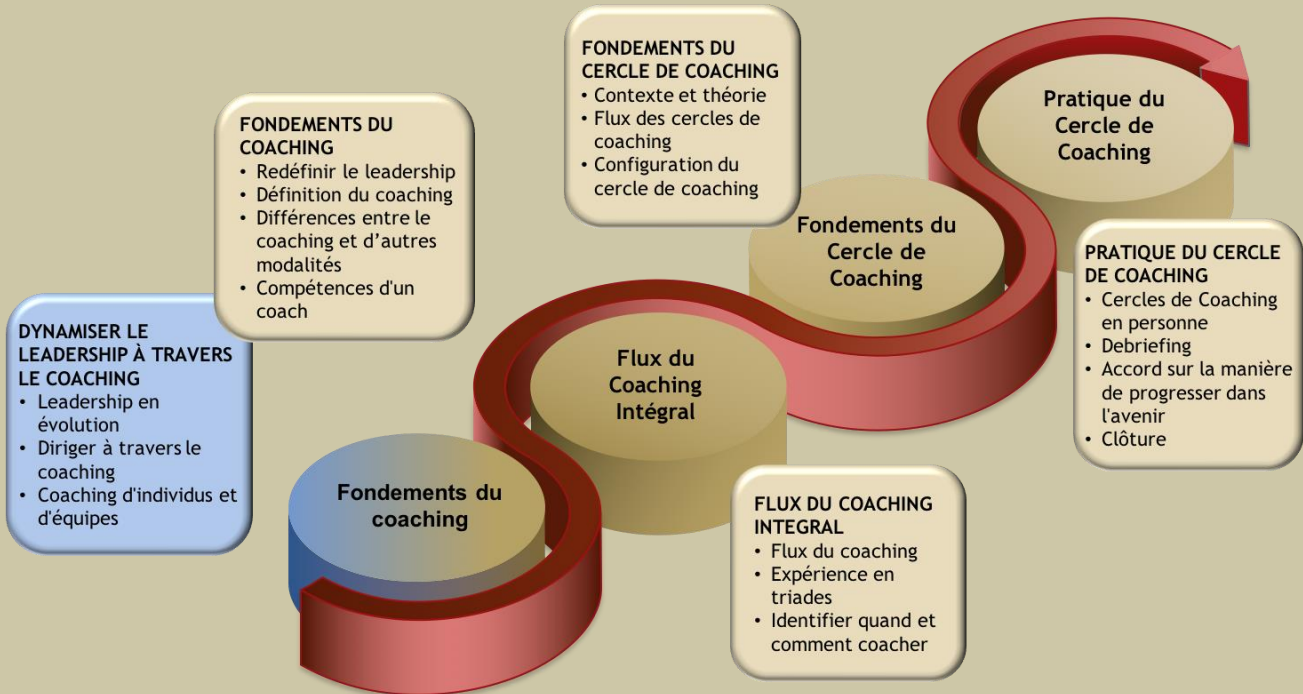 DYNAMISER LE
LEADERSHIP À TRAVERS
LE COACHING
• Leadership en
évolution
• Diriger à travers le
coaching
• Coaching d'individus et
d'équipes
FONDEMENTS DU
COACHING
• Redéfinir le leadership
• Définition du coaching
• Différences entre le
coaching et d’autres
modalités
• Compétences d'un
coach
Fondements du
coaching
Flux du
Coaching
Intégral
FLUX DU COACHING
INTEGRAL
• Flux du coaching
• Expérience en
triades
• Identifier quand et
comment coacher
FONDEMENTS DU
CERCLE DE COACHING
• Contexte et théorie
• Flux des cercles de
coaching
• Configuration du
cercle de coaching
Fondements du
Cercle de
Coaching
Pratique du
Cercle de
Coaching
PRATIQUE DU CERCLE
DE COACHING
• Cercles de Coaching
en personne
• Debriefing
• Accord sur la manière
de progresser dans
l'avenir
• Clôture